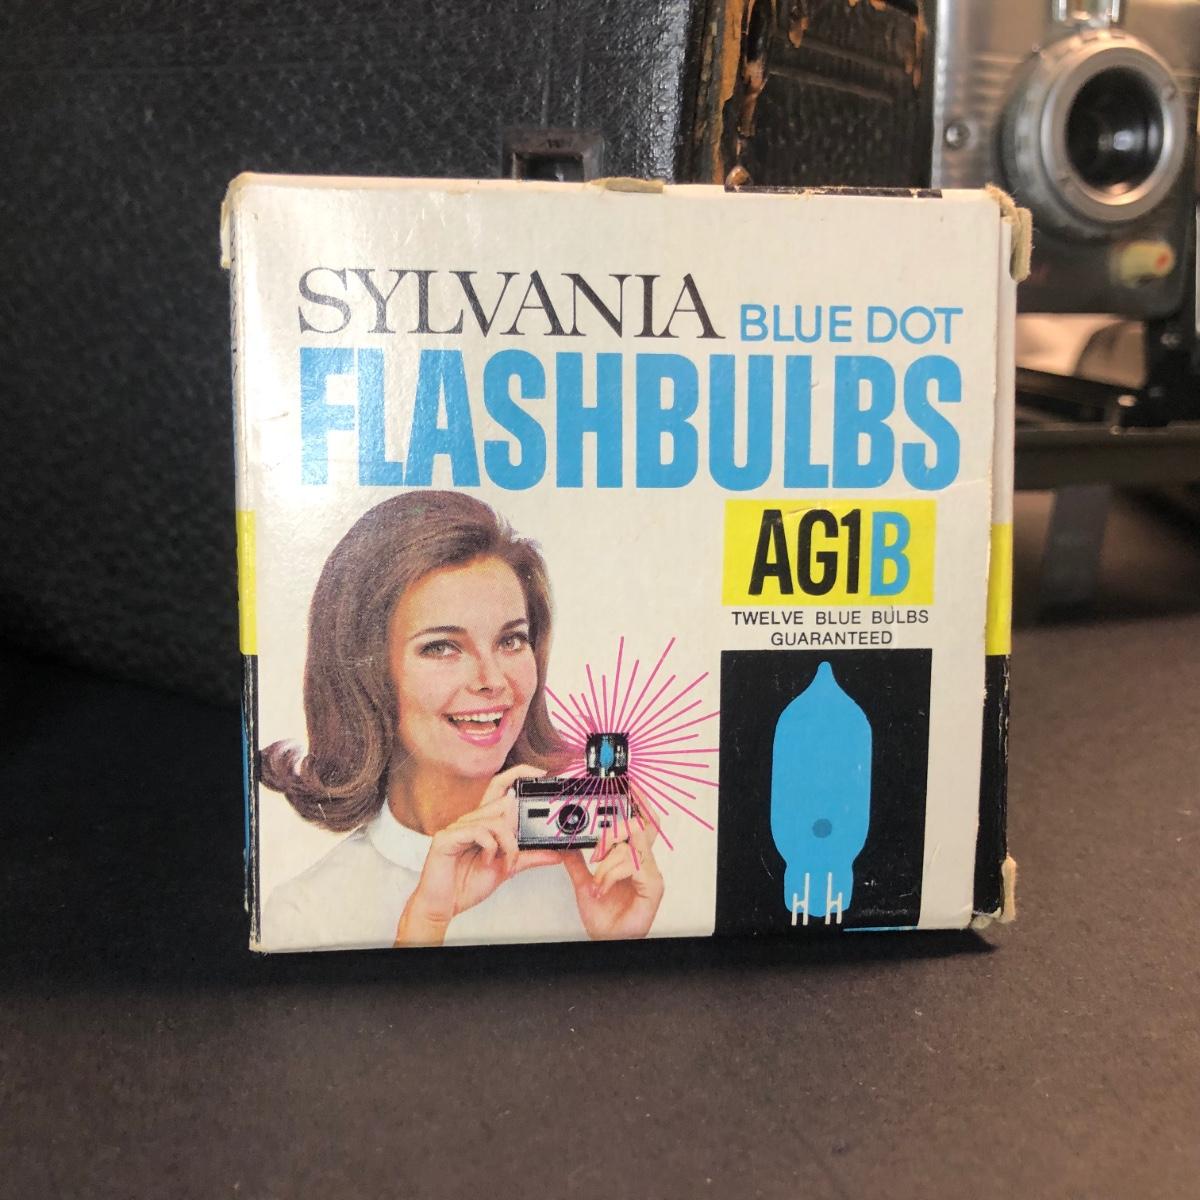 SYLVANIA BLUE DOT
FLASHBULBS
AG1B
TWELVE BLUE BULBS
GUARANTEED